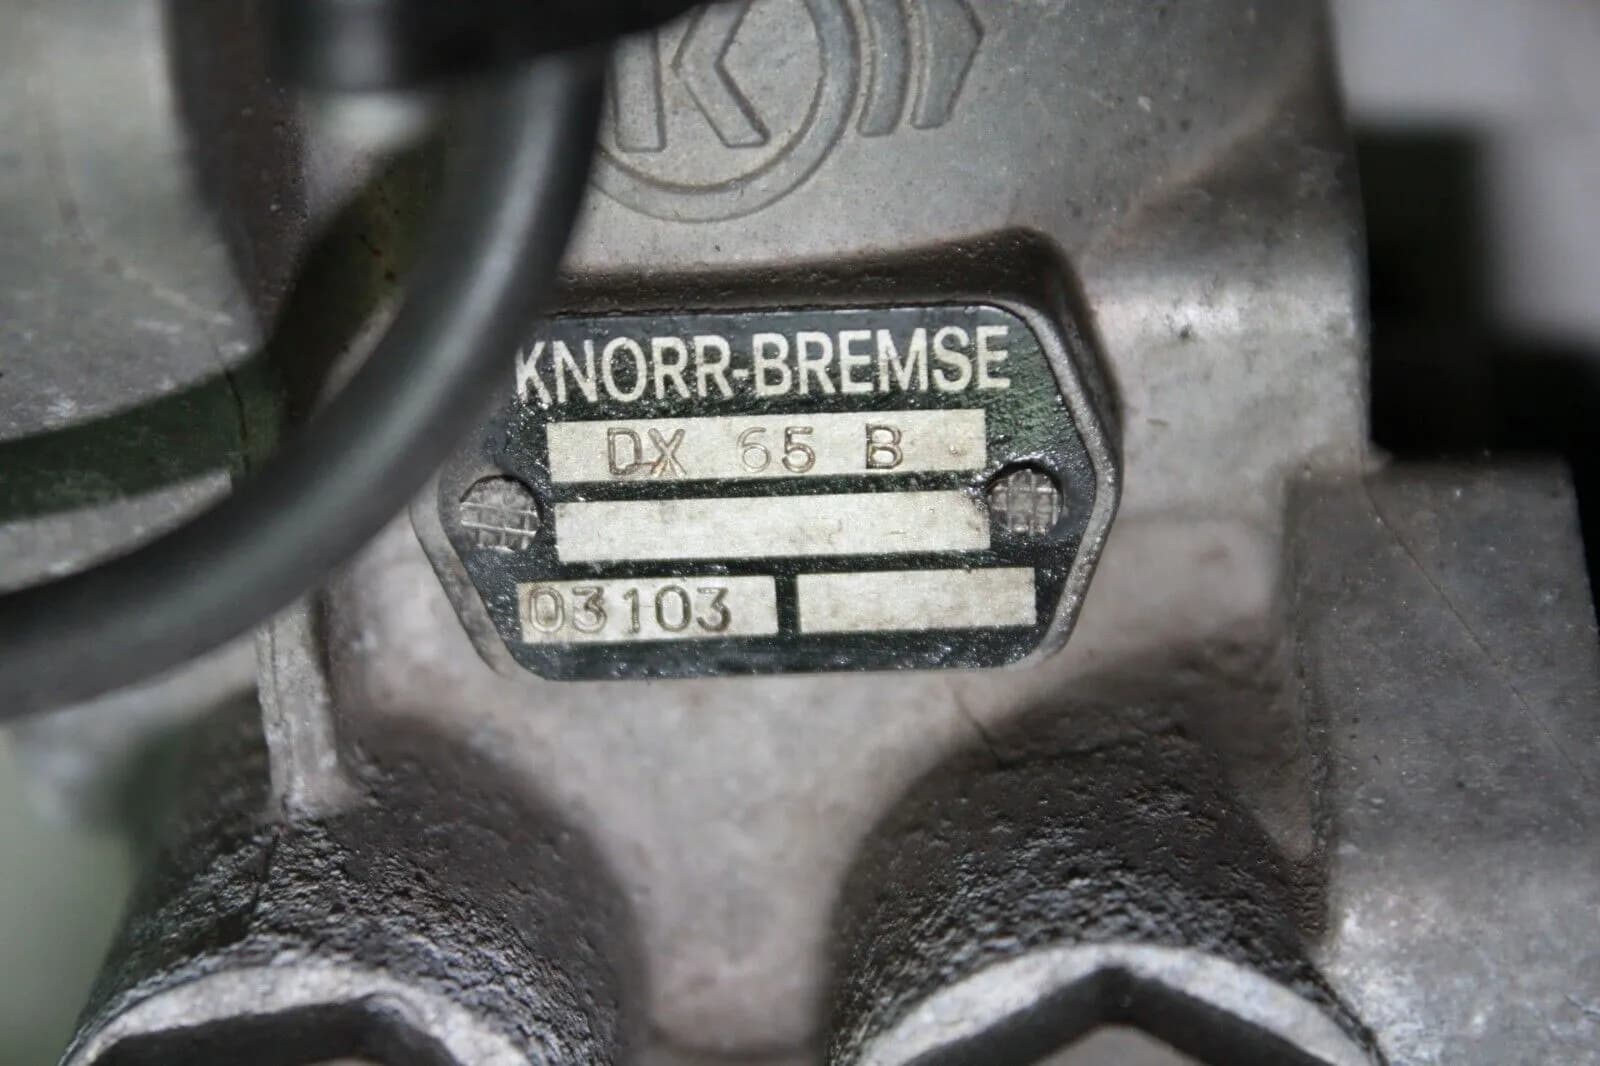 K
KNORR-BREMSE
DX 65 B
03103